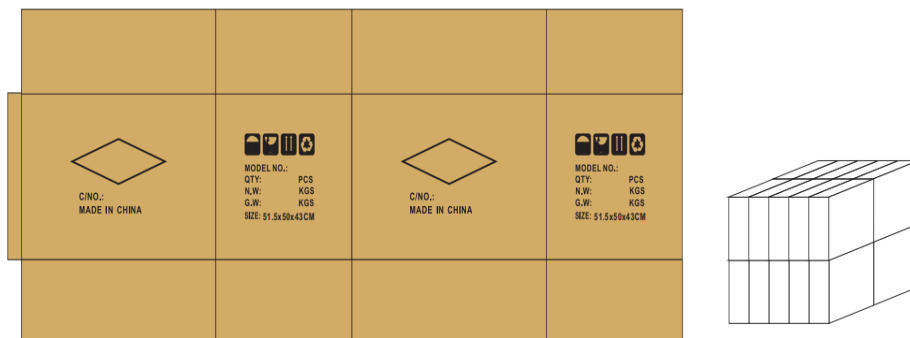 C/NO.:
MADE IN CHINA
MODEL NO.:
QTY: PCS
N.W: KGS
G.W: KGS
SIZE: 51.5x50x43CM
C/NO.:
MADE IN CHINA
MODEL NO.:
QTY: PCS
N.W: KGS
G.W: KGS
SIZE: 51.5x50x43CM